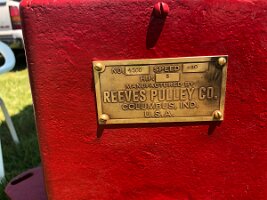 NO. SPEED
MANUFACTURED BY
REEVES PULLEY CO.
COLUMBUS, IND.
U.S.A.